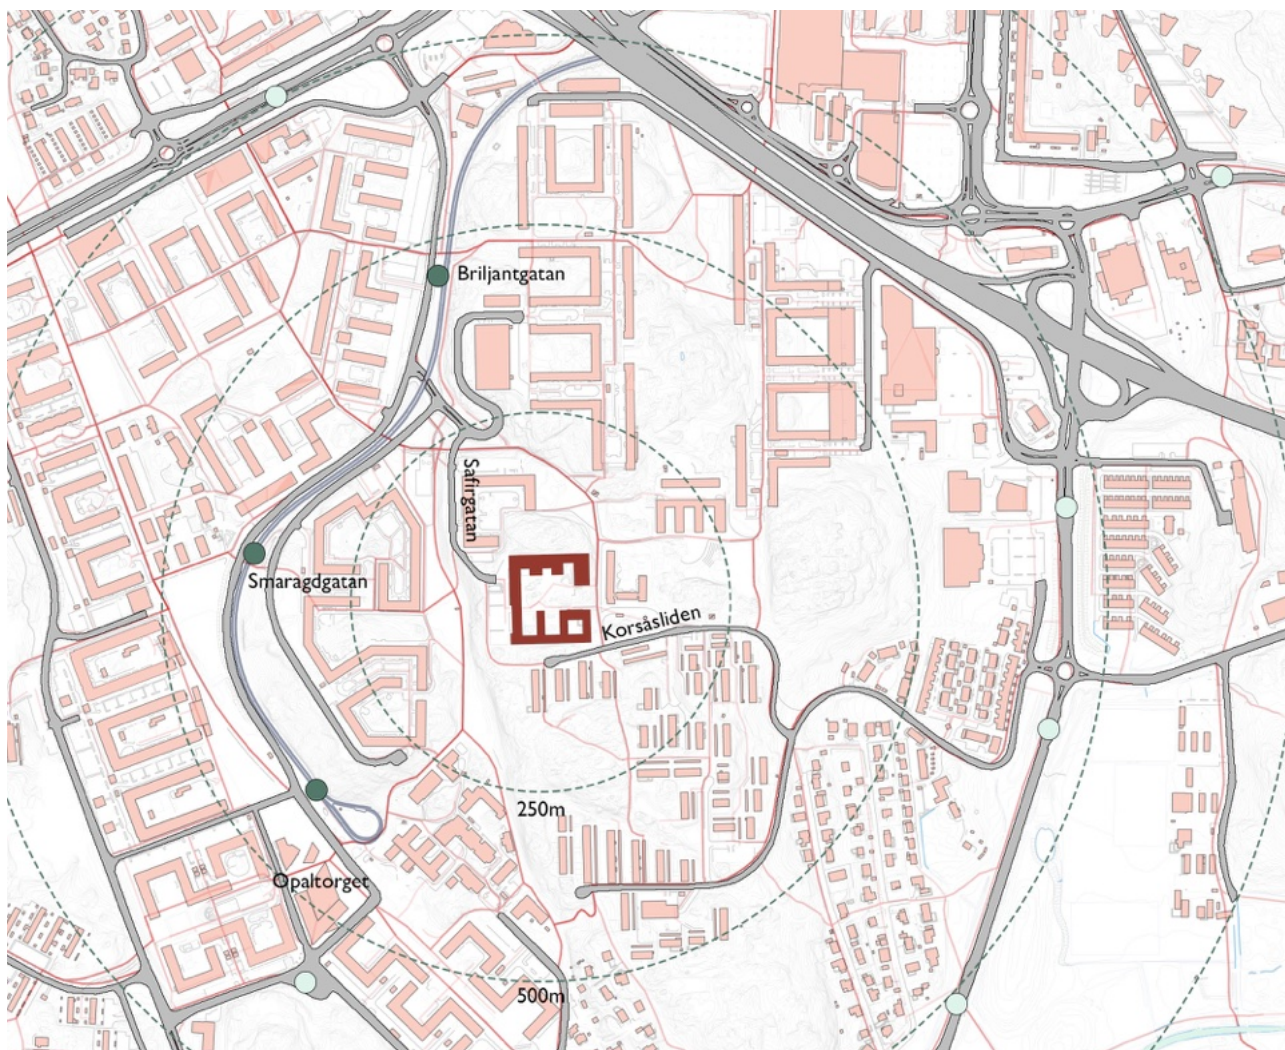 Briljantgatan
Safirgatan
Smaragdgatan
Korsåsliden
250m
Opaltorget
500m